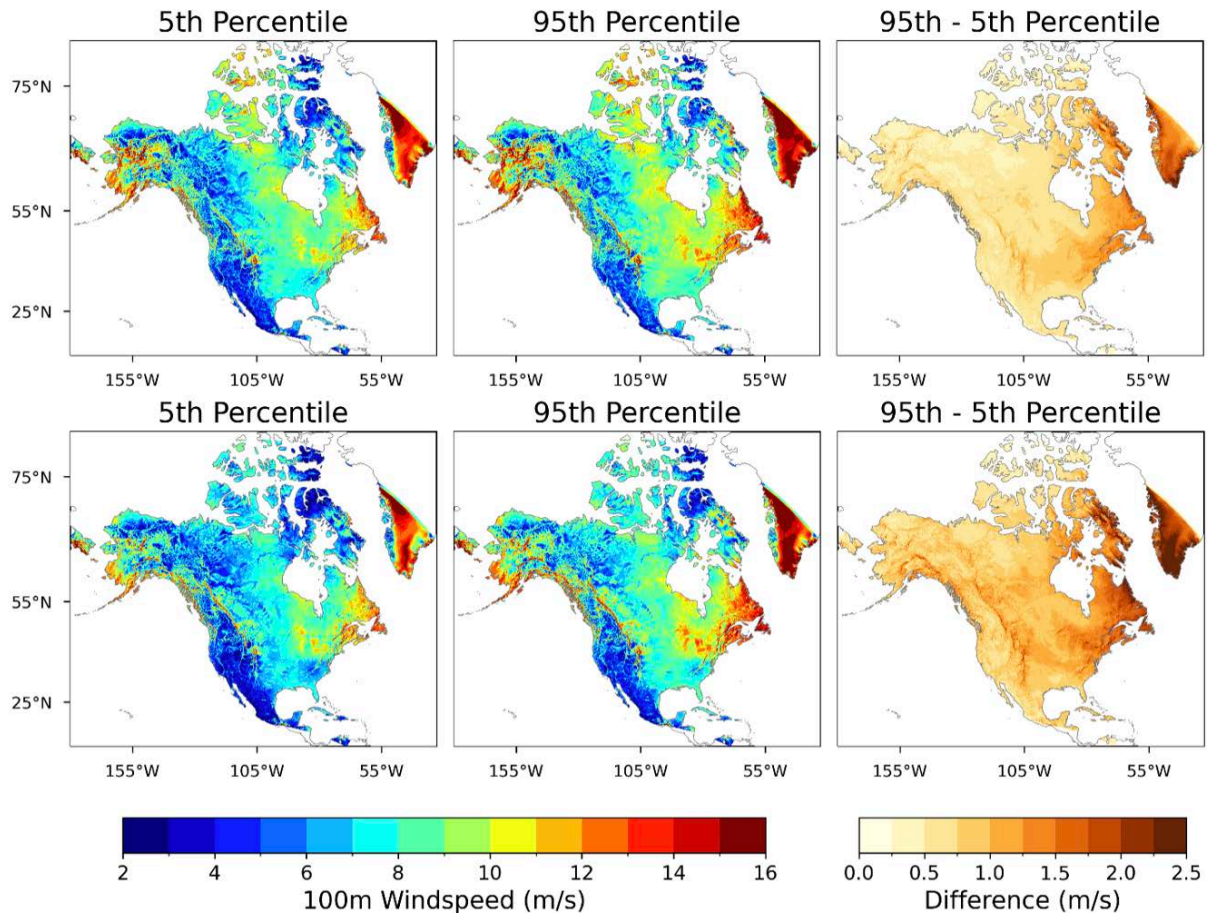 5th Percentile 95th Percentile 95th - 5th Percentile
75°N
55°N
25°N
155°W 105°W 55°W 155°W 105°W 55°W 155°W 105°W 55°W
5th Percentile 95th Percentile 95th - 5th Percentile
75°N
55°N
25°N
155°W 105°W 55°W 155°W 105°W 55°W 155°W 105°W 55°W
2 4 6 8 10 12 14 16 0.0 0.5 1.0 1.5 2.0 2.5
100m Windspeed (m/s) Difference (m/s)